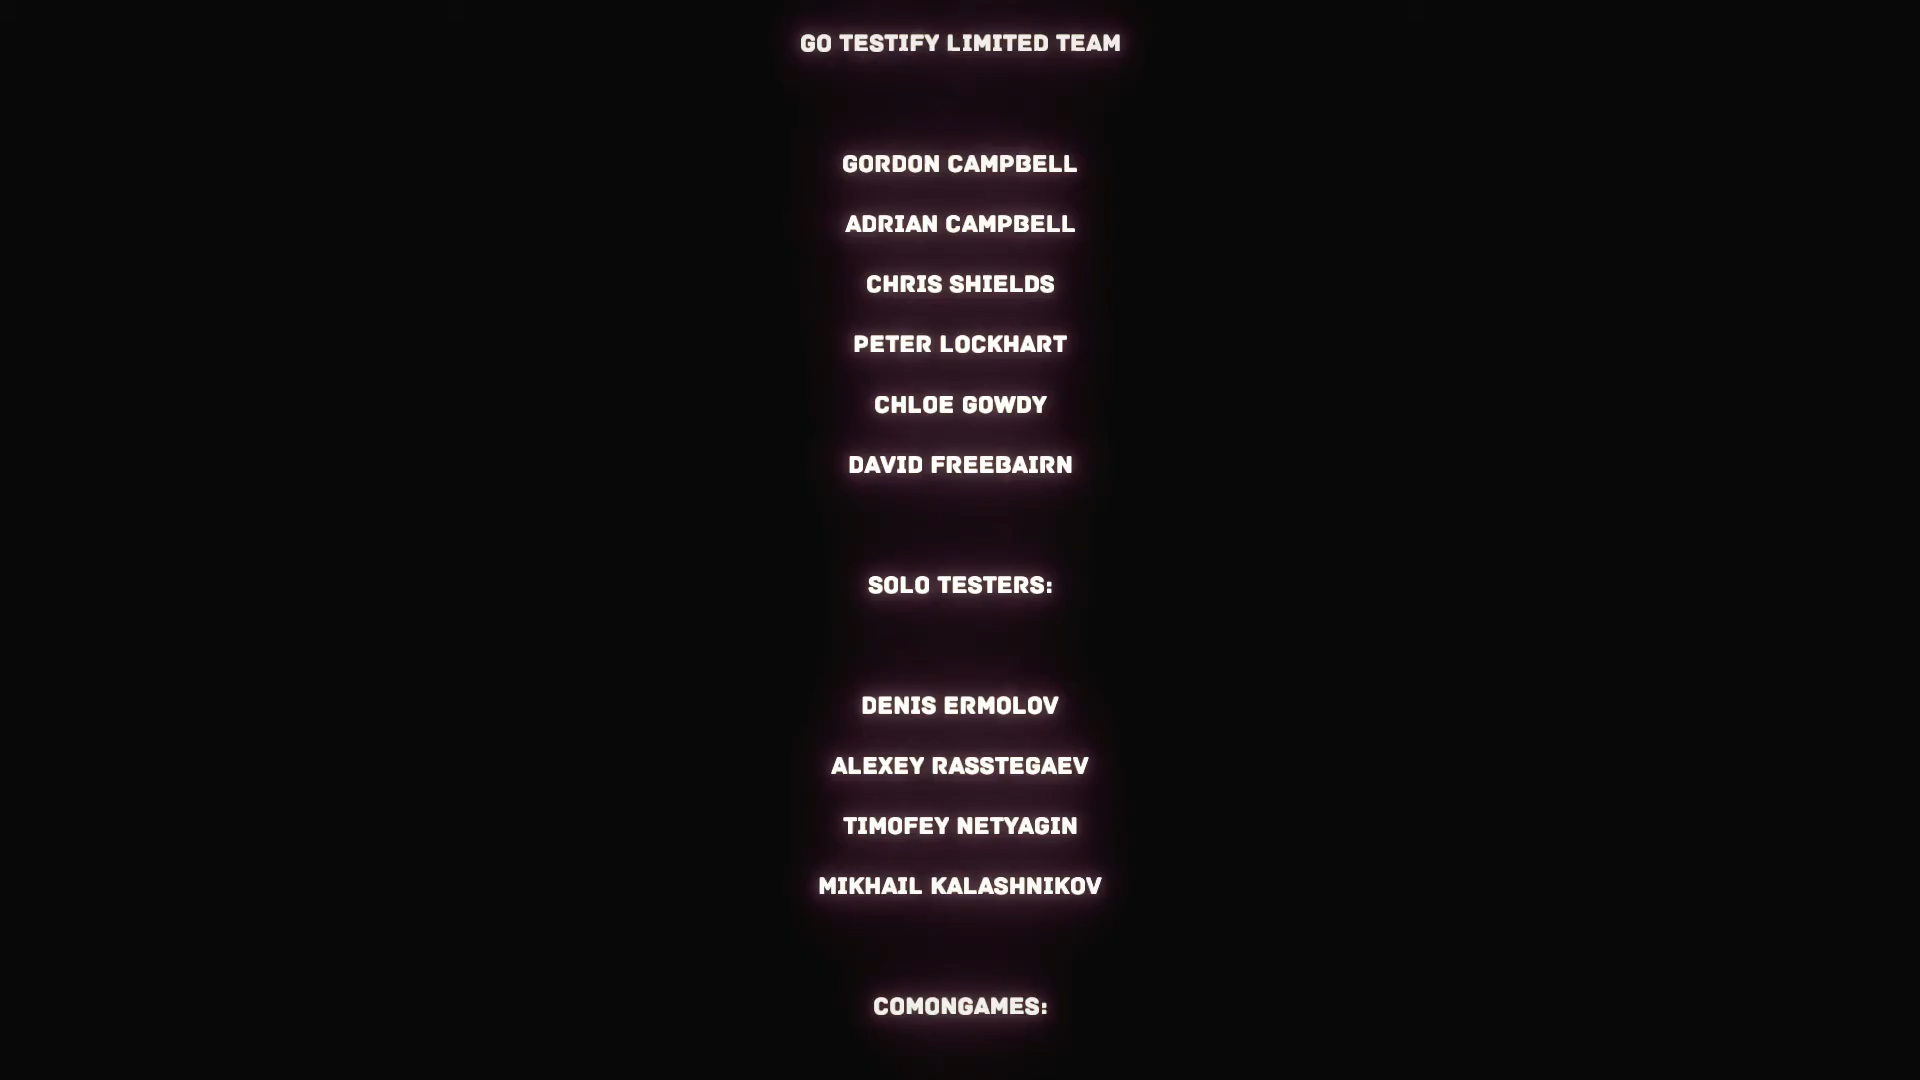 GO TESTIFY LIMITED TEAM
GORDON CAMPBELL
ADRIAN CAMPBELL
CHRIS SHIELDS
PETER LOCKHART
CHLOE GOWDY
DAVID FREEBAIRN
SOLO TESTERS:
DENIS ERMOLOV
ALEXEY RASSTEGAEV
TIMOFEY NETYAGIN
MIKHAIL KALASHNIKOV
COMONGAMES: